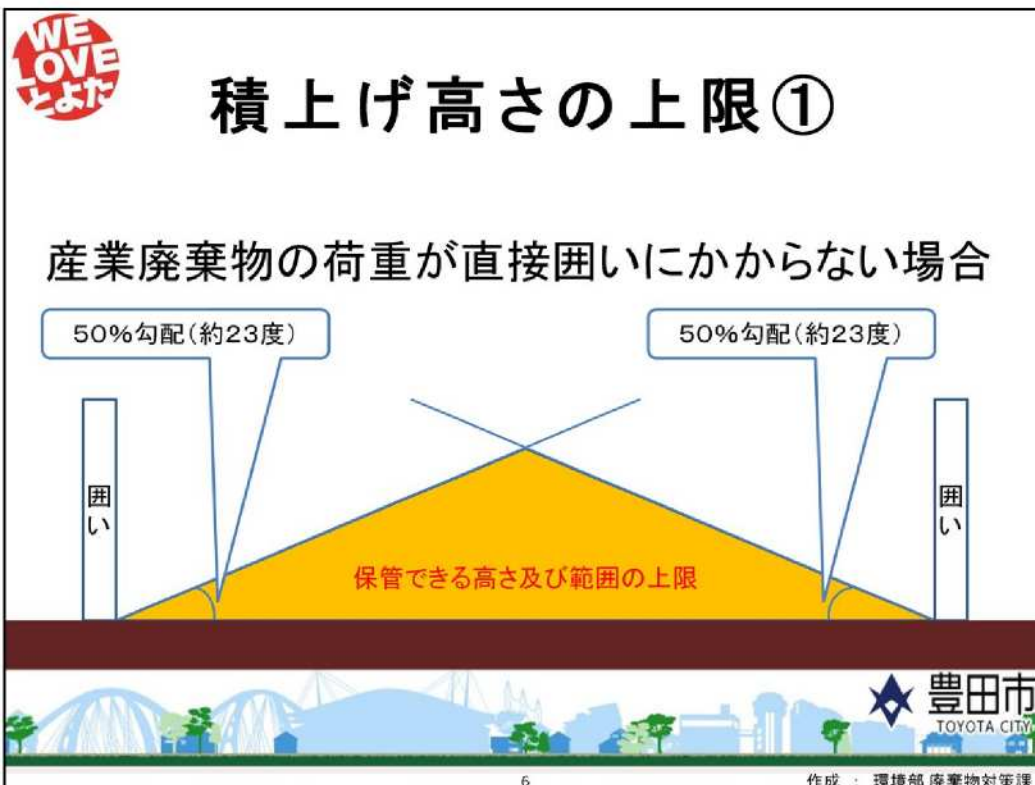 WE
LOVE
とよた
積上げ高さの上限①
産業廃棄物の荷重が直接囲いにかからない場合
50%勾配(約23度)
50%勾配(約23度)
囲い
囲い
保管できる高さ及び範囲の上限
豊田市
TOYOTA CITY
6
作成 : 環境部 廃棄物対策課